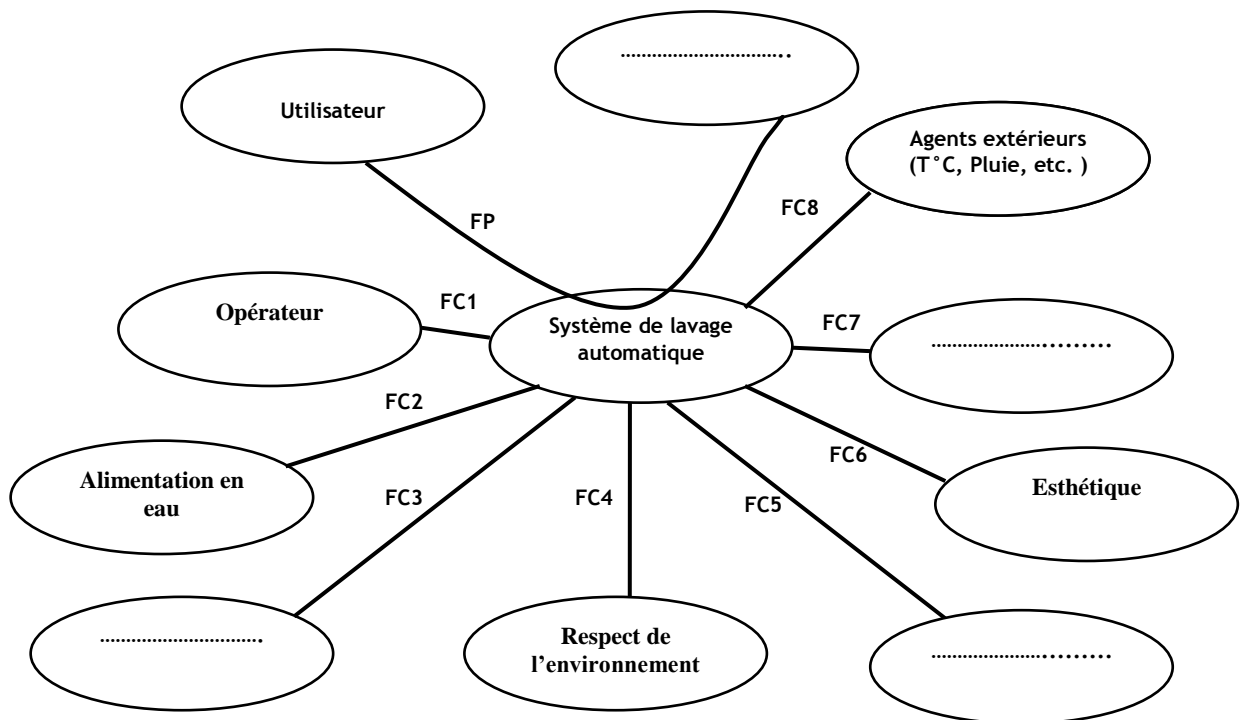 ................................
Utilisateur
Agents extérieurs
(T°C, Pluie, etc. )
FC8
FP
Opérateur
FC1
Système de lavage
automatique
FC7
..............................
FC2
FC6
Alimentation en
eau
FC3
FC4
FC5
Esthétique
...............................
Respect de
l’environnement
..............................